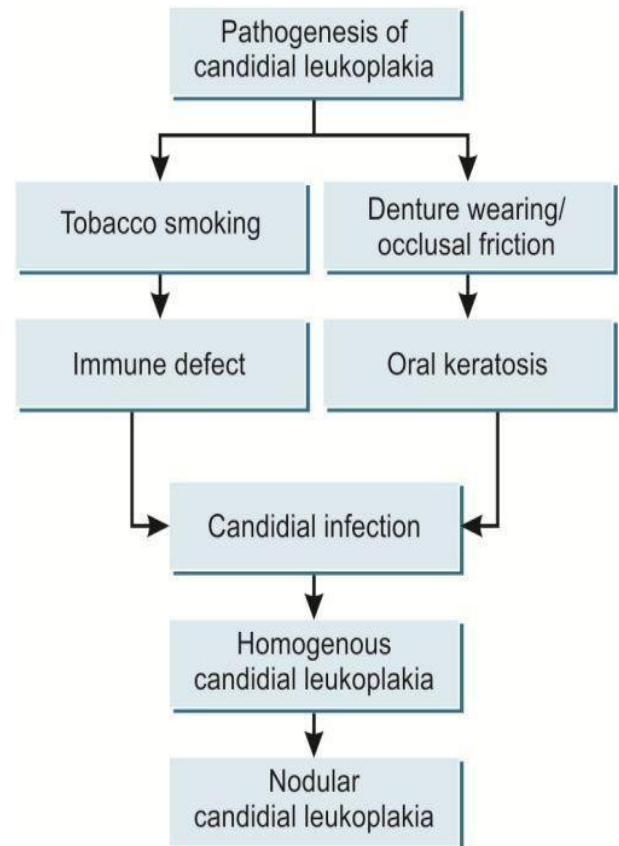 Pathogenesis of
candidial leukoplakia
Tobacco smoking
Denture wearing/
occlusal friction
Immune defect
Oral keratosis
Candidial infection
Homogenous
candidial leukoplakia
Nodular
candidial leukoplakia